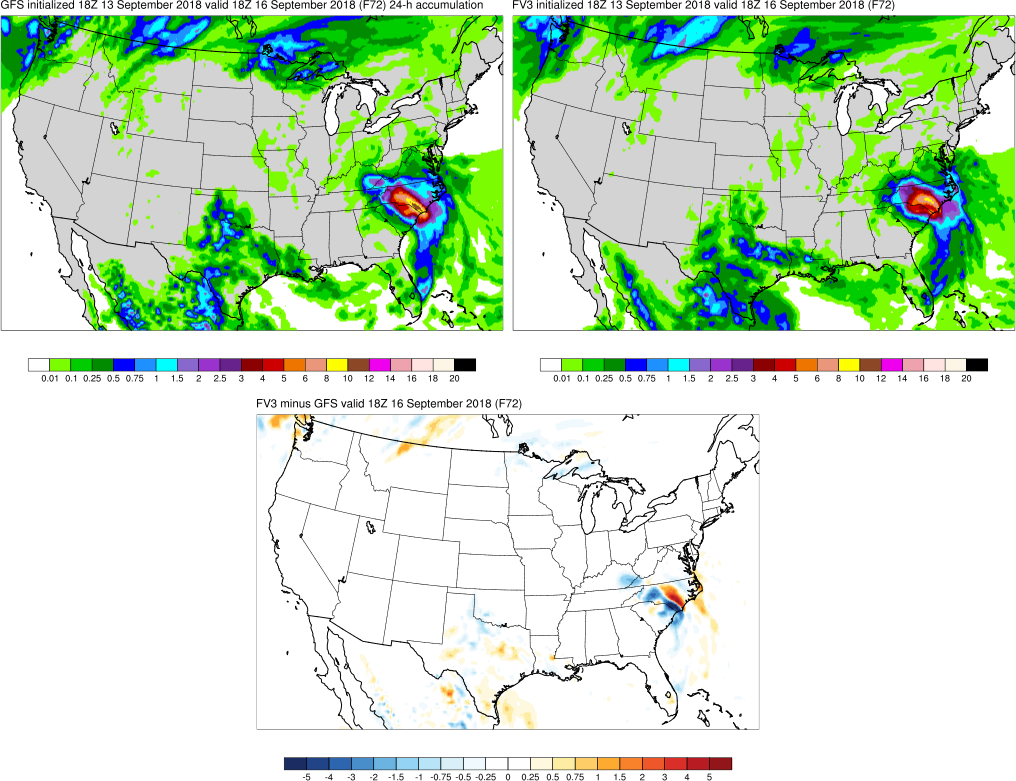 GFS initialized 18Z 13 September 2018 valid 18Z 16 September 2018 (F72) 24-h accumulation
FV3 initialized 18Z 13 September 2018 valid 18Z 16 September 2018 (F72)
0.01 0.1 0.25 0.5 0.75 1 1.5 2 2.5 3 4 5 6 8 10 12 14 16 18 20
0.01 0.1 0.25 0.5 0.75 1 1.5 2 2.5 3 4 5 6 8 10 12 14 16 18 20
FV3 minus GFS valid 18Z 16 September 2018 (F72)
-5 -4 -3 -2 -1.5 -1 -0.75 -0.5 -0.25 0 0.25 0.5 0.75 1 1.5 2 3 4 5